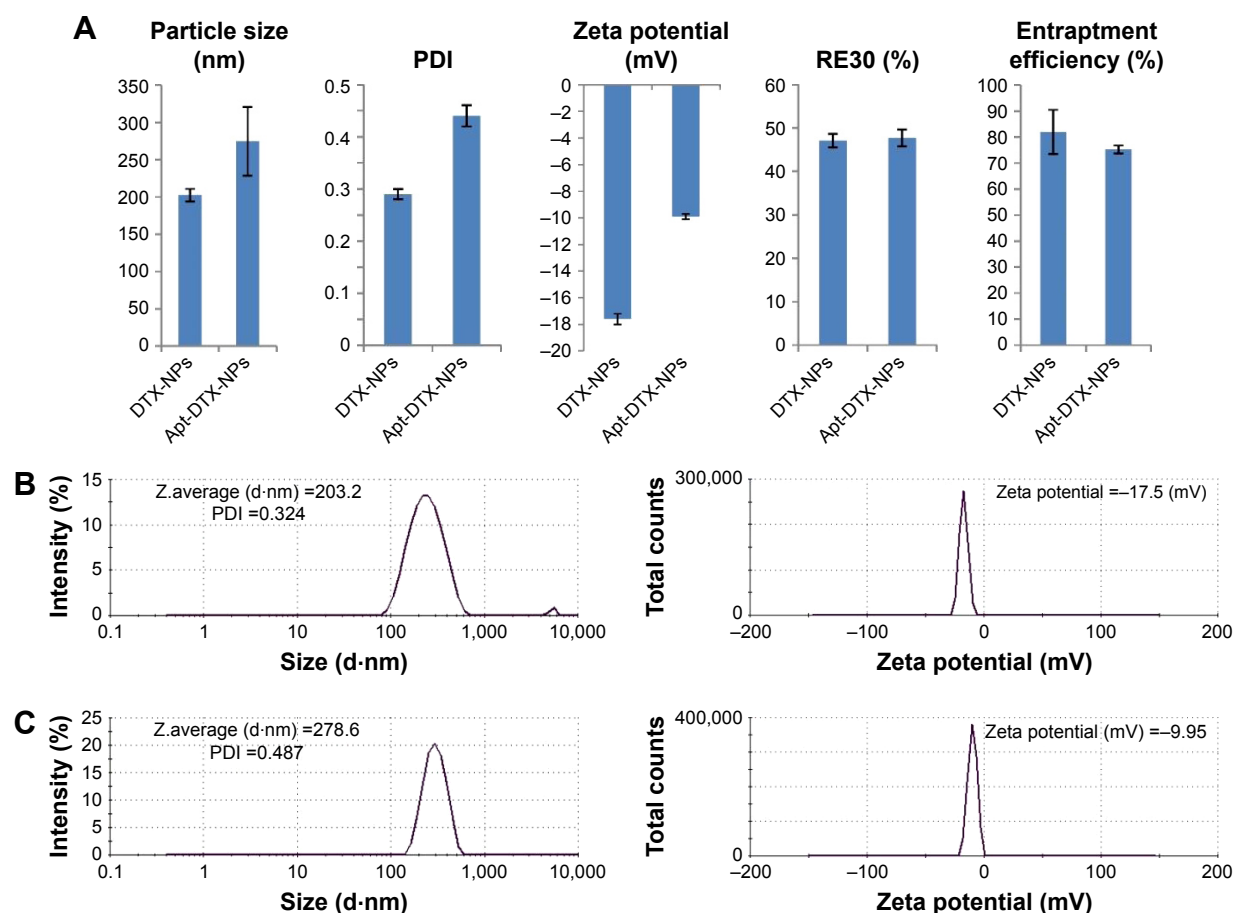 A
Particle size
(nm)
350
300
250
200
150
100
50
0
DTX-NPs
Apt-DTX-NPs
PDI
0.5
0.4
0.3
0.2
0.1
0
DTX-NPs
Apt-DTX-NPs
Zeta potential
(mV)
0
–2
–4
–6
–8
–10
–12
–14
–16
–18
–20
DTX-NPs
Apt-DTX-NPs
RE30 (%)
60
50
40
30
20
10
0
DTX-NPs
Apt-DTX-NPs
Entraptment
efficiency (%)
100
90
80
70
60
50
40
30
20
10
0
DTX-NPs
Apt-DTX-NPs
B
Intensity (%)
15
10
5
0
Z.average (d·nm) =203.2
PDI =0.324
0.1 1 10 100 1,000 10,000
Size (d·nm)
Total counts
300,000
0
Zeta potential =–17.5 (mV)
–200 –100 0 100 200
Zeta potential (mV)
C
Intensity (%)
25
20
15
10
5
0
Z.average (d·nm) =278.6
PDI =0.487
0.1 1 10 100 1,000 10,000
Size (d·nm)
Total counts
400,000
0
Zeta potential (mV) =–9.95
–200 –100 0 100 200
Zeta potential (mV)